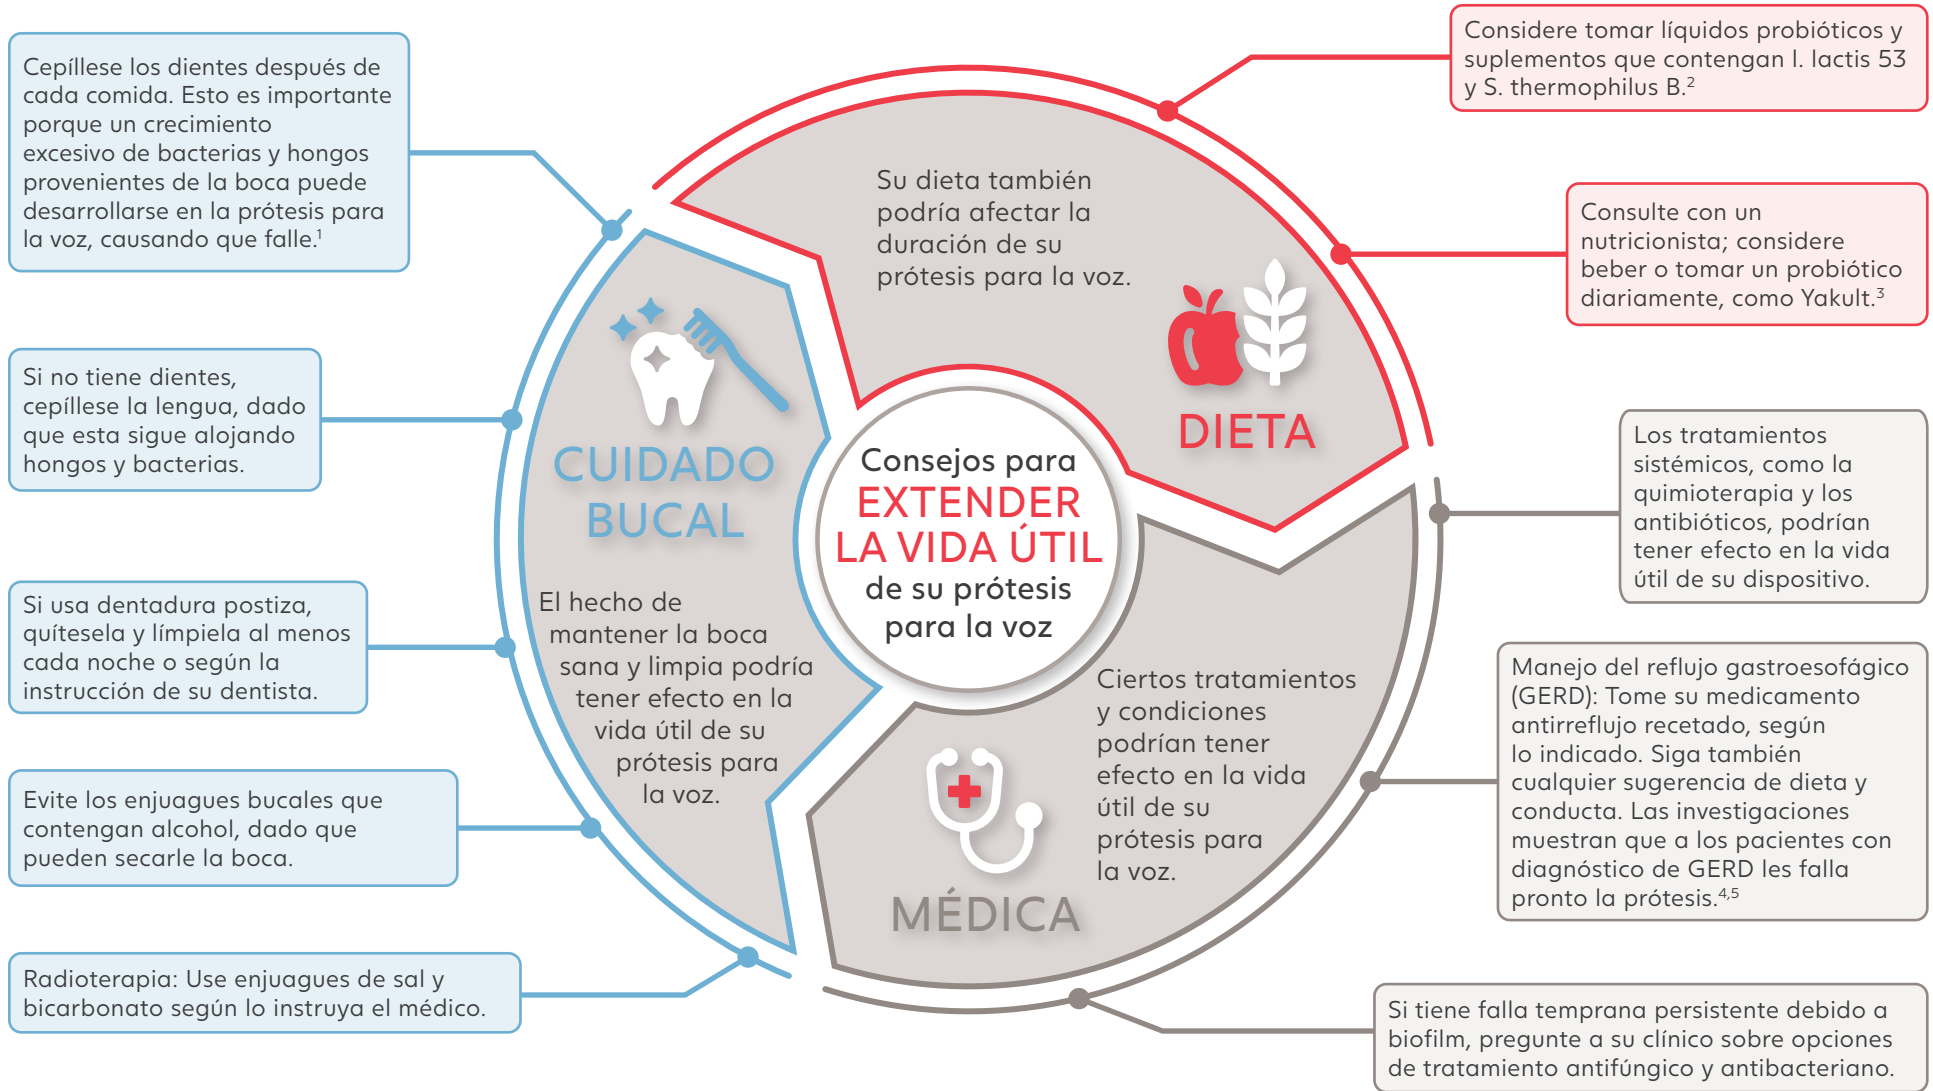 Cepíllese los dientes después de
cada comida. Esto es importante
porque un crecimiento
excesivo de bacterias y hongos
provenientes de la boca puede
desarrollarse en la prótesis para
la voz, causando que falle.¹
Si no tiene dientes,
cepíllese la lengua, dado
que esta sigue alojando
hongos y bacterias.
Si usa dentadura postiza,
quítesela y límpiela al menos
cada noche o según la
instrucción de su dentista.
Evite los enjuagues bucales que
contengan alcohol, dado que
pueden secarle la boca.
Radioterapia: Use enjuagues de sal y
bicarbonato según lo instruya el médico.
CUIDADO
BUCAL
El hecho de
mantener la boca
sana y limpia podría
tener efecto en la
vida útil de su
prótesis para
la voz.
Su dieta también
podría afectar la
duración de su
prótesis para la voz.
DIETA
Consejos para
EXTENDER
LA VIDA ÚTIL
de su prótesis
para la voz
Ciertos tratamientos
y condiciones
podrían tener
efecto en la vida
útil de su
prótesis para
la voz.
MÉDICA
Considere tomar líquidos probióticos y
suplementos que contengan l. lactis 53
y S. thermophilus B.²
Consulte con un
nutricionista; considere
beber o tomar un probiótico
diariamente, como Yakult.³
Los tratamientos
sistémicos, como la
quimioterapia y los
antibióticos, podrían
tener efecto en la vida
útil de su dispositivo.
Manejo del reflujo gastroesofágico
(GERD): Tome su medicamento
antirreflujo recetado, según
lo indicado. Siga también
cualquier sugerencia de dieta y
conducta. Las investigaciones
muestran que a los pacientes con
diagnóstico de GERD les falla
pronto la prótesis.⁴,⁵
Si tiene falla temprana persistente debido a
biofilm, pregunte a su clínico sobre opciones
de tratamiento antifúngico y antibacteriano.